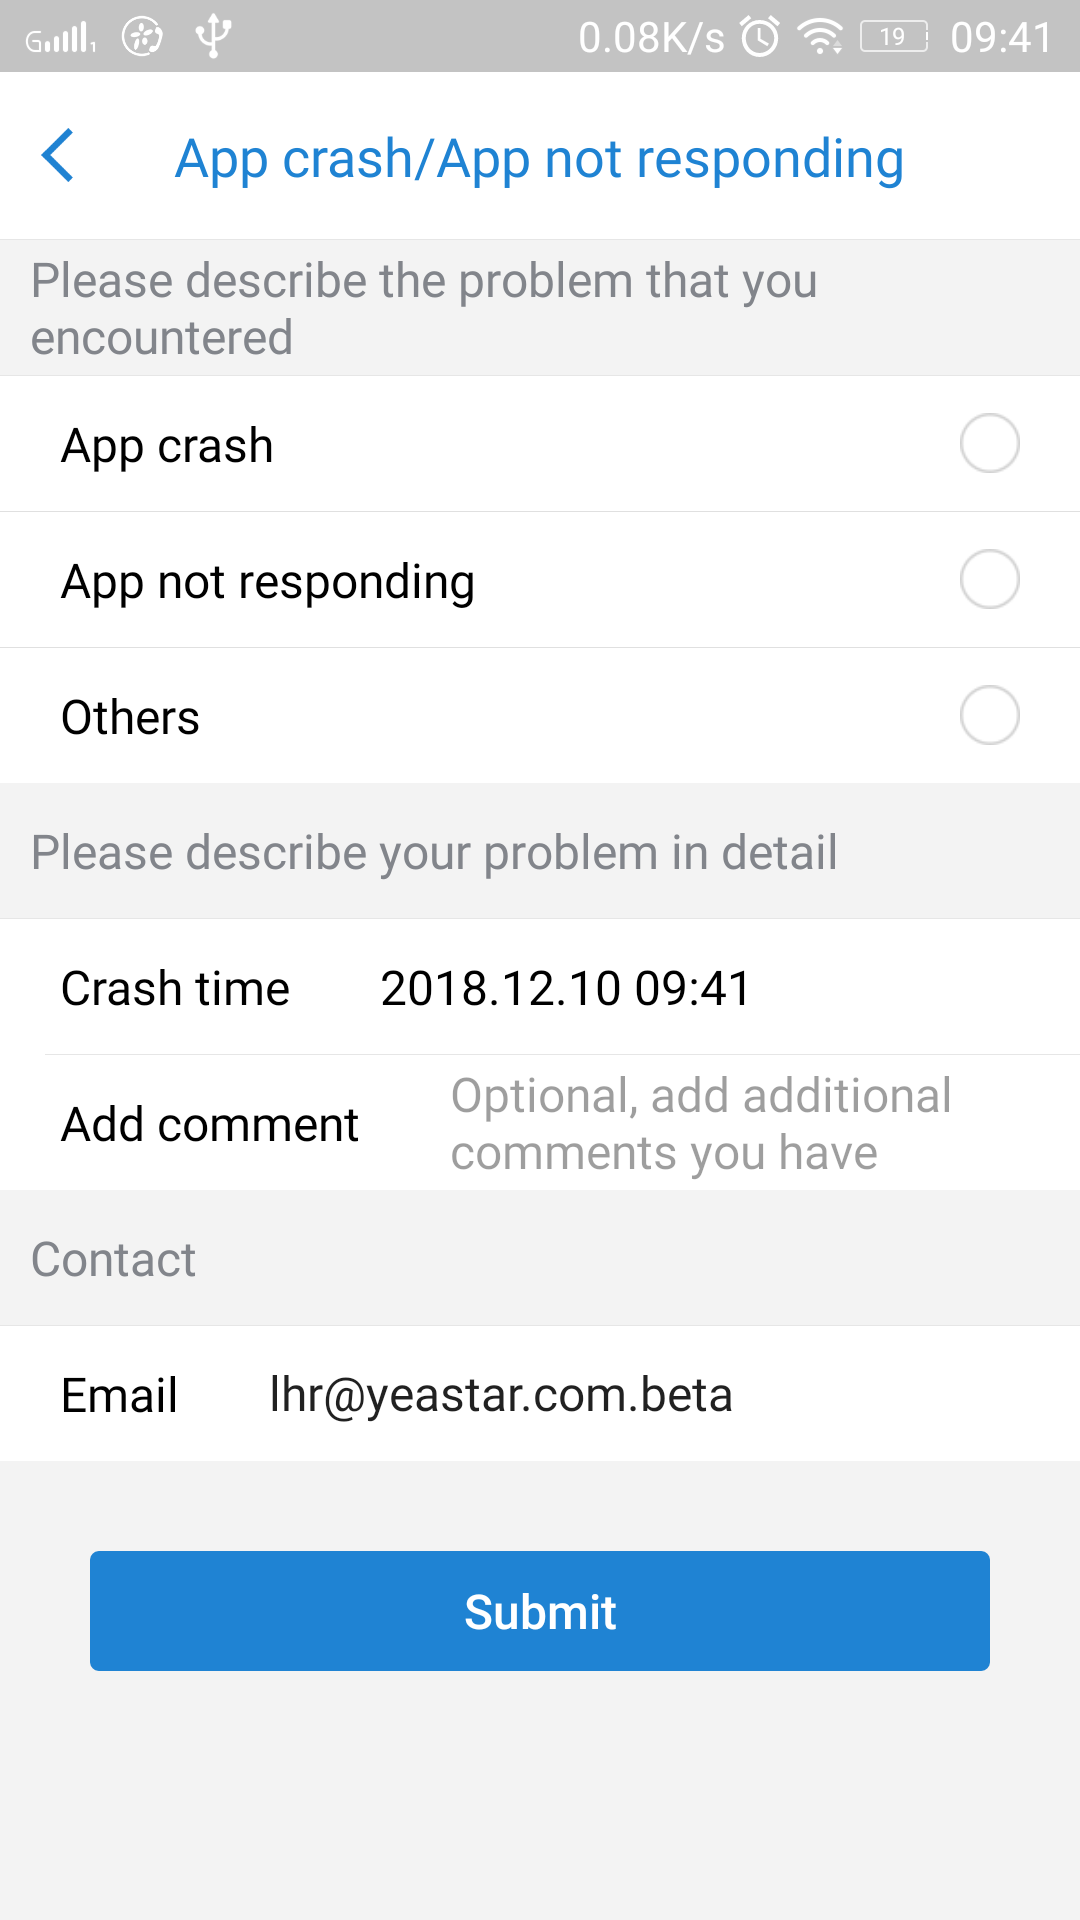 G 1 0.08K/s 19 09:41
App crash/App not responding
Please describe the problem that you
encountered
App crash
App not responding
Others
Please describe your problem in detail
Crash time 2018.12.10 09:41
Add comment Optional, add additional
comments you have
Contact
Email lhr@yeastar.com.beta
Submit